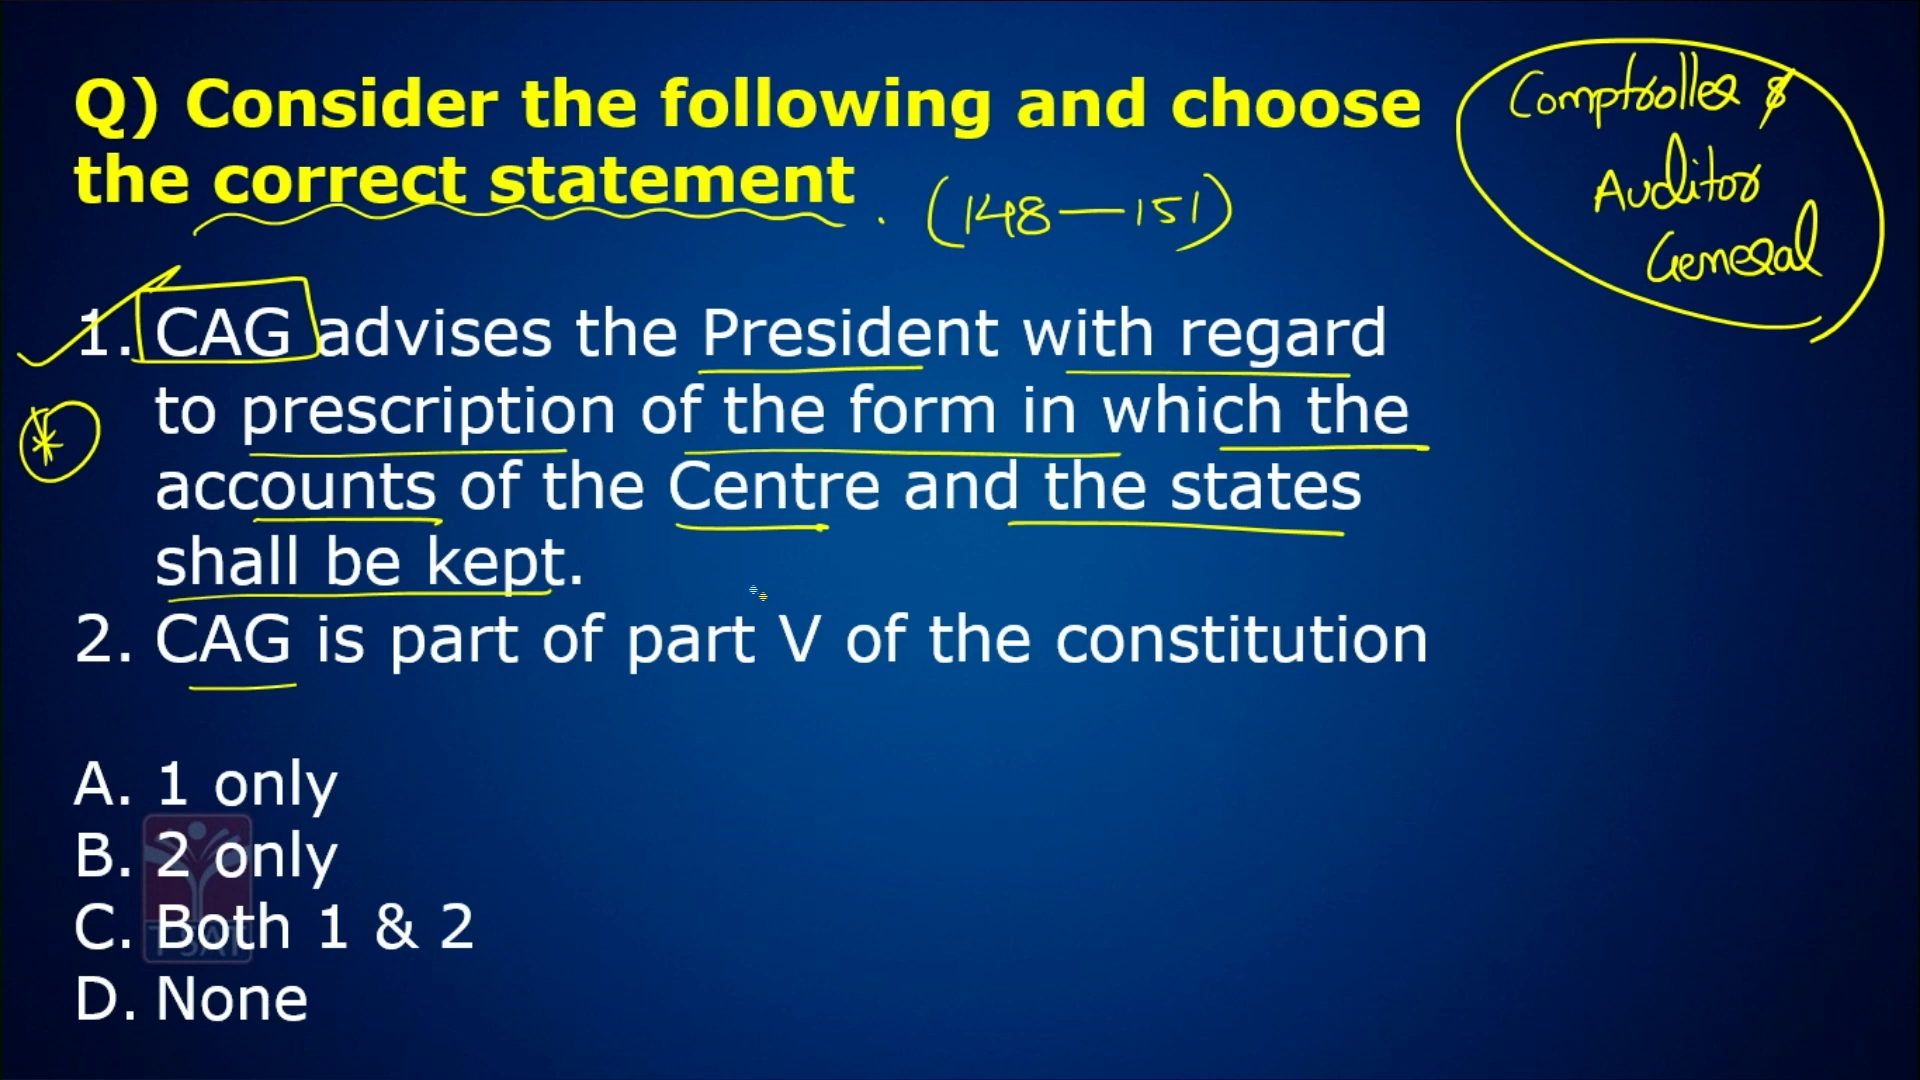 Q) Consider the following and choose
the correct statement. (148—151)
Comptroller &
Auditor
General
1. CAG advises the President with regard
to prescription of the form in which the
accounts of the Centre and the states
shall be kept.
2. CAG is part of part V of the constitution
A. 1 only
B. 2 only
C. Both 1 & 2
D. None
T-SAT